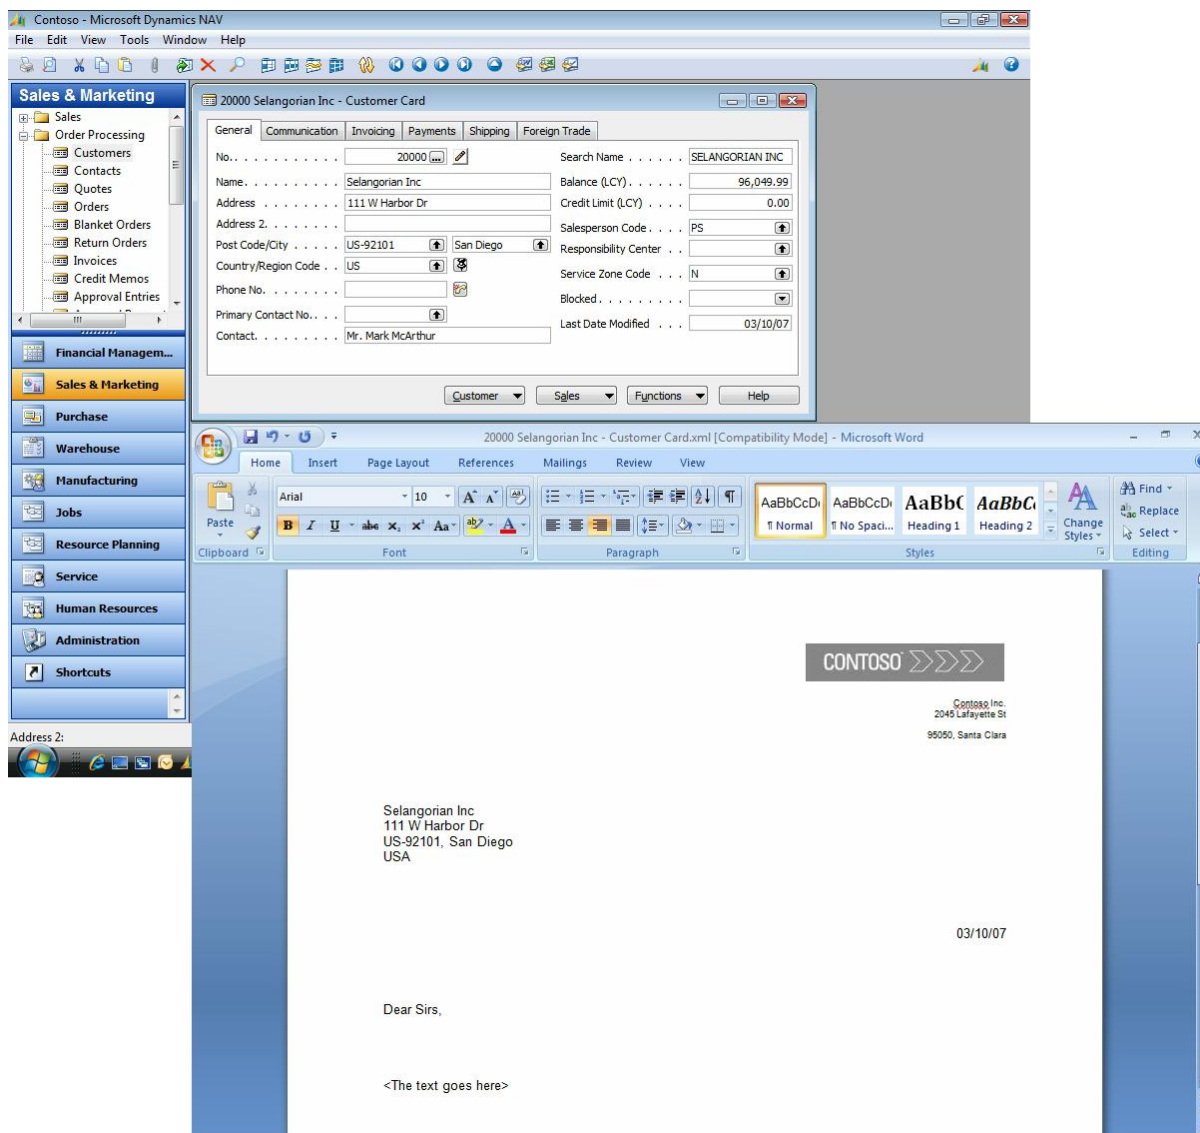 Contoso - Microsoft Dynamics NAV
File Edit View Tools Window Help
Sales & Marketing
Sales
Order Processing
Customers
Contacts
Quotes
Orders
Blanket Orders
Return Orders
Invoices
Credit Memos
Approval Entries
Financial Managem...
Sales & Marketing
Purchase
Warehouse
Manufacturing
Jobs
Resource Planning
Service
Human Resources
Administration
Shortcuts
Address 2:
20000 Selangorian Inc - Customer Card
General Communication Invoicing Payments Shipping Foreign Trade
No. . . . . . . . . . . . 20000 ...
Name. . . . . . . . . . Selangorian Inc
Address . . . . . . . . 111 W Harbor Dr
Address 2. . . . . . . .
Post Code/City . . . . . US-92101 San Diego
Country/Region Code . . US
Phone No. . . . . . . .
Primary Contact No.. . .
Contact. . . . . . . . . Mr. Mark McArthur
Search Name . . . . . . SELANGORIAN INC
Balance (LCY). . . . . . 96,049.99
Credit Limit (LCY) . . . . 0.00
Salesperson Code. . . . PS
Responsibility Center . .
Service Zone Code . . . N
Blocked. . . . . . . . .
Last Date Modified . . . 03/10/07
Customer Sales Functions Help
20000 Selangorian Inc - Customer Card.xml [Compatibility Mode] - Microsoft Word
Home Insert Page Layout References Mailings Review View
Paste
Clipboard
Arial 10
B I U abc x, x² Aa
Font
Paragraph
AaBbCcD AaBbCcD AaBb( AaBbC
¶ Normal ¶ No Spaci... Heading 1 Heading 2
Change Styles
Styles
Find
Replace
Select
Editing
CONTOSO
Contoso Inc.
2045 Lafayette St
95050, Santa Clara
Selangorian Inc
111 W Harbor Dr
US-92101, San Diego
USA
03/10/07
Dear Sirs,
<The text goes here>